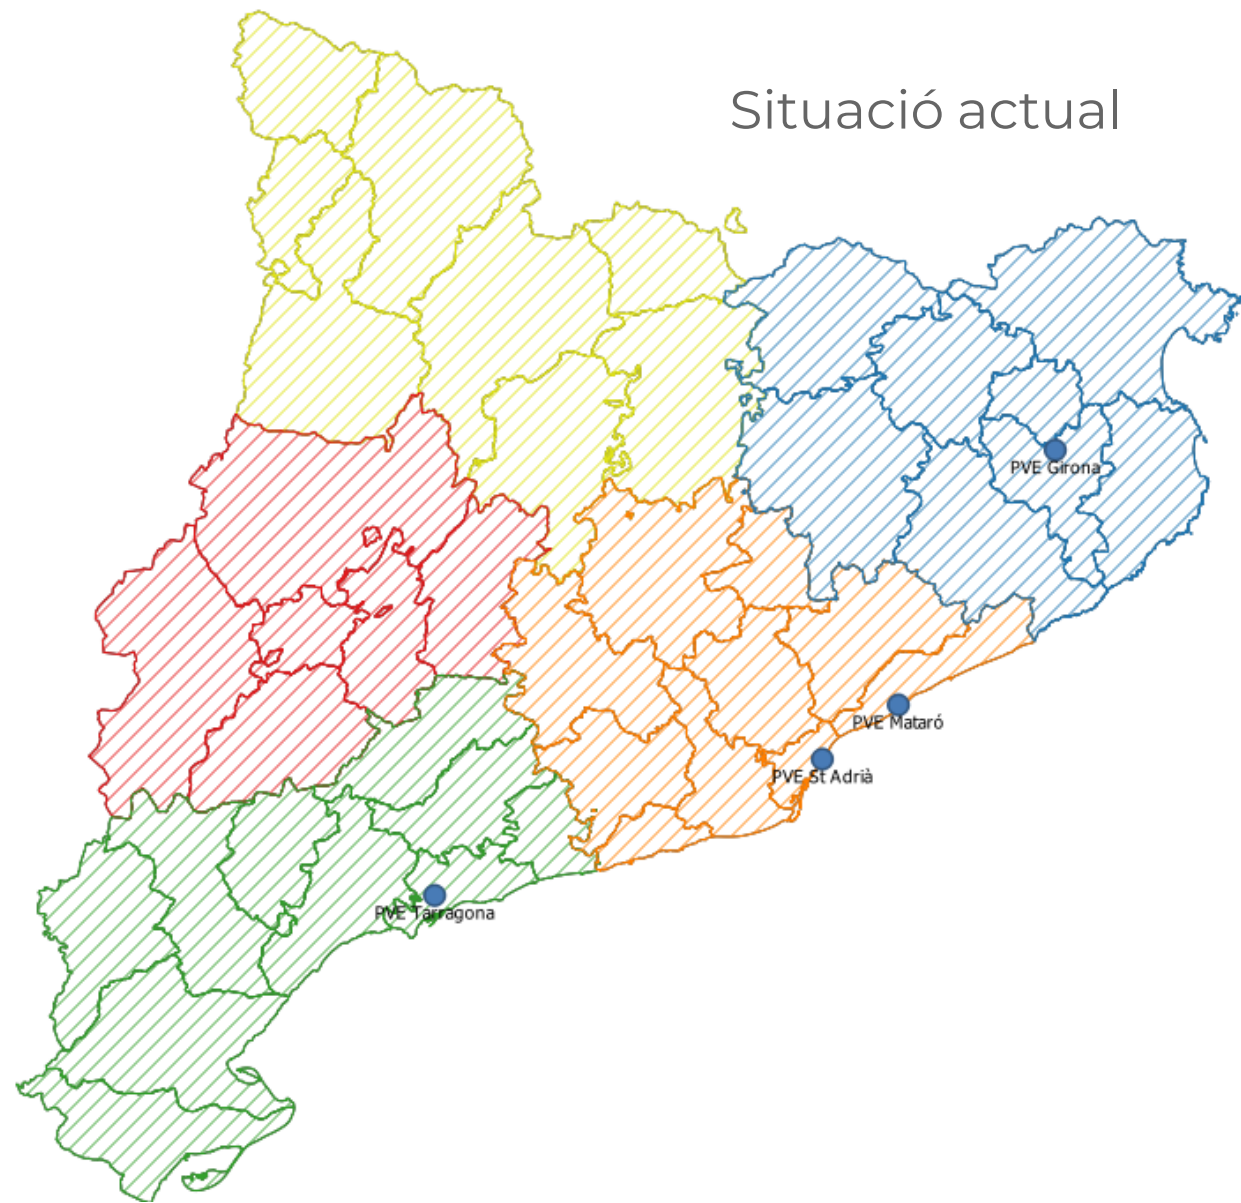 Situació actual
PVE Girona
PVE Mataró
PVE St Adrià
PVE Tarragona